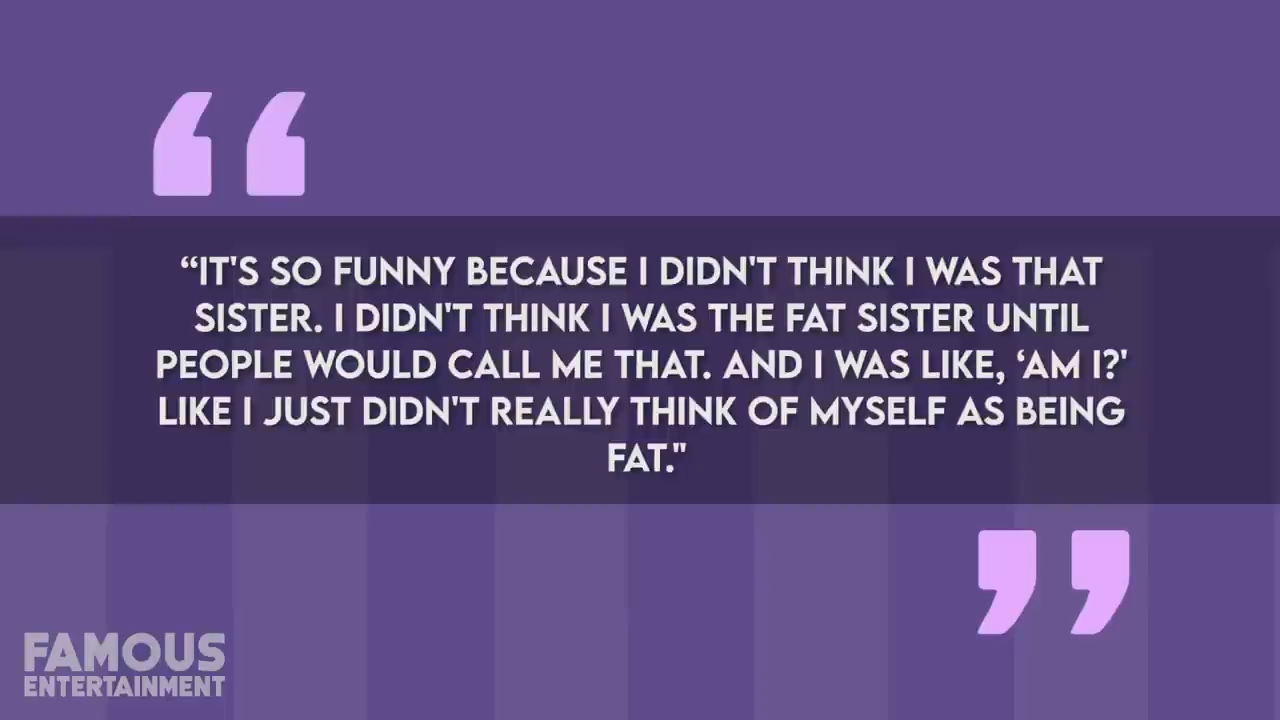 “IT'S SO FUNNY BECAUSE I DIDN'T THINK I WAS THAT
SISTER. I DIDN'T THINK I WAS THE FAT SISTER UNTIL
PEOPLE WOULD CALL ME THAT. AND I WAS LIKE, ‘AM I?'
LIKE I JUST DIDN'T REALLY THINK OF MYSELF AS BEING
FAT."
FAMOUS
ENTERTAINMENT